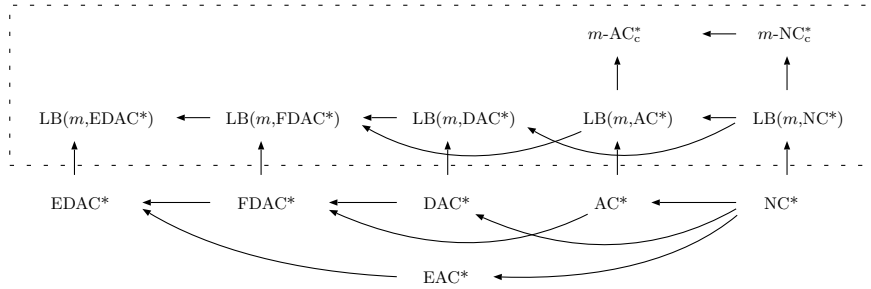 m-AC*c m-NC*c
LB(m,EDAC*) LB(m,FDAC*) LB(m,DAC*) LB(m,AC*) LB(m,NC*)
EDAC* FDAC* DAC* AC* NC*
EAC*